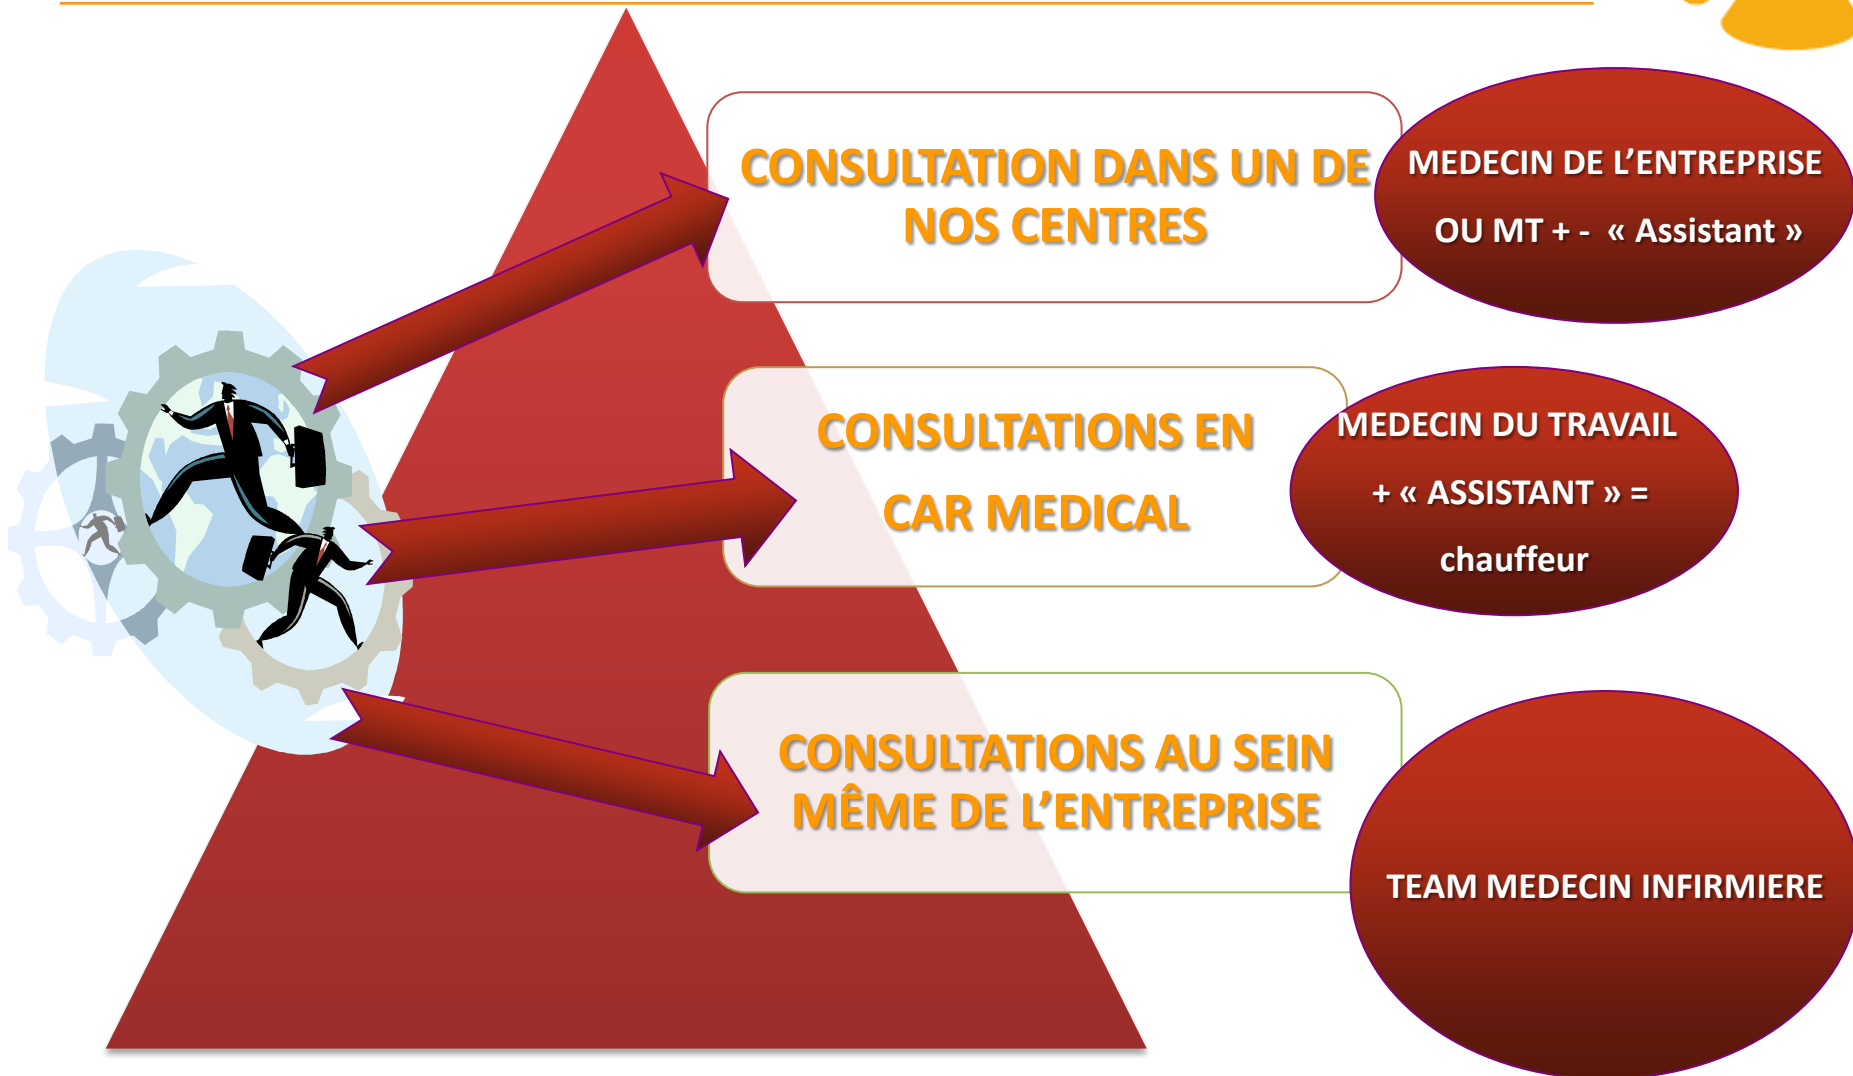 CONSULTATION DANS UN DE
NOS CENTRES
MEDECIN DE L’ENTREPRISE
OU MT + - « Assistant »
CONSULTATIONS EN
CAR MEDICAL
MEDECIN DU TRAVAIL
+ « ASSISTANT » =
chauffeur
CONSULTATIONS AU SEIN
MÊME DE L’ENTREPRISE
TEAM MEDECIN INFIRMIERE